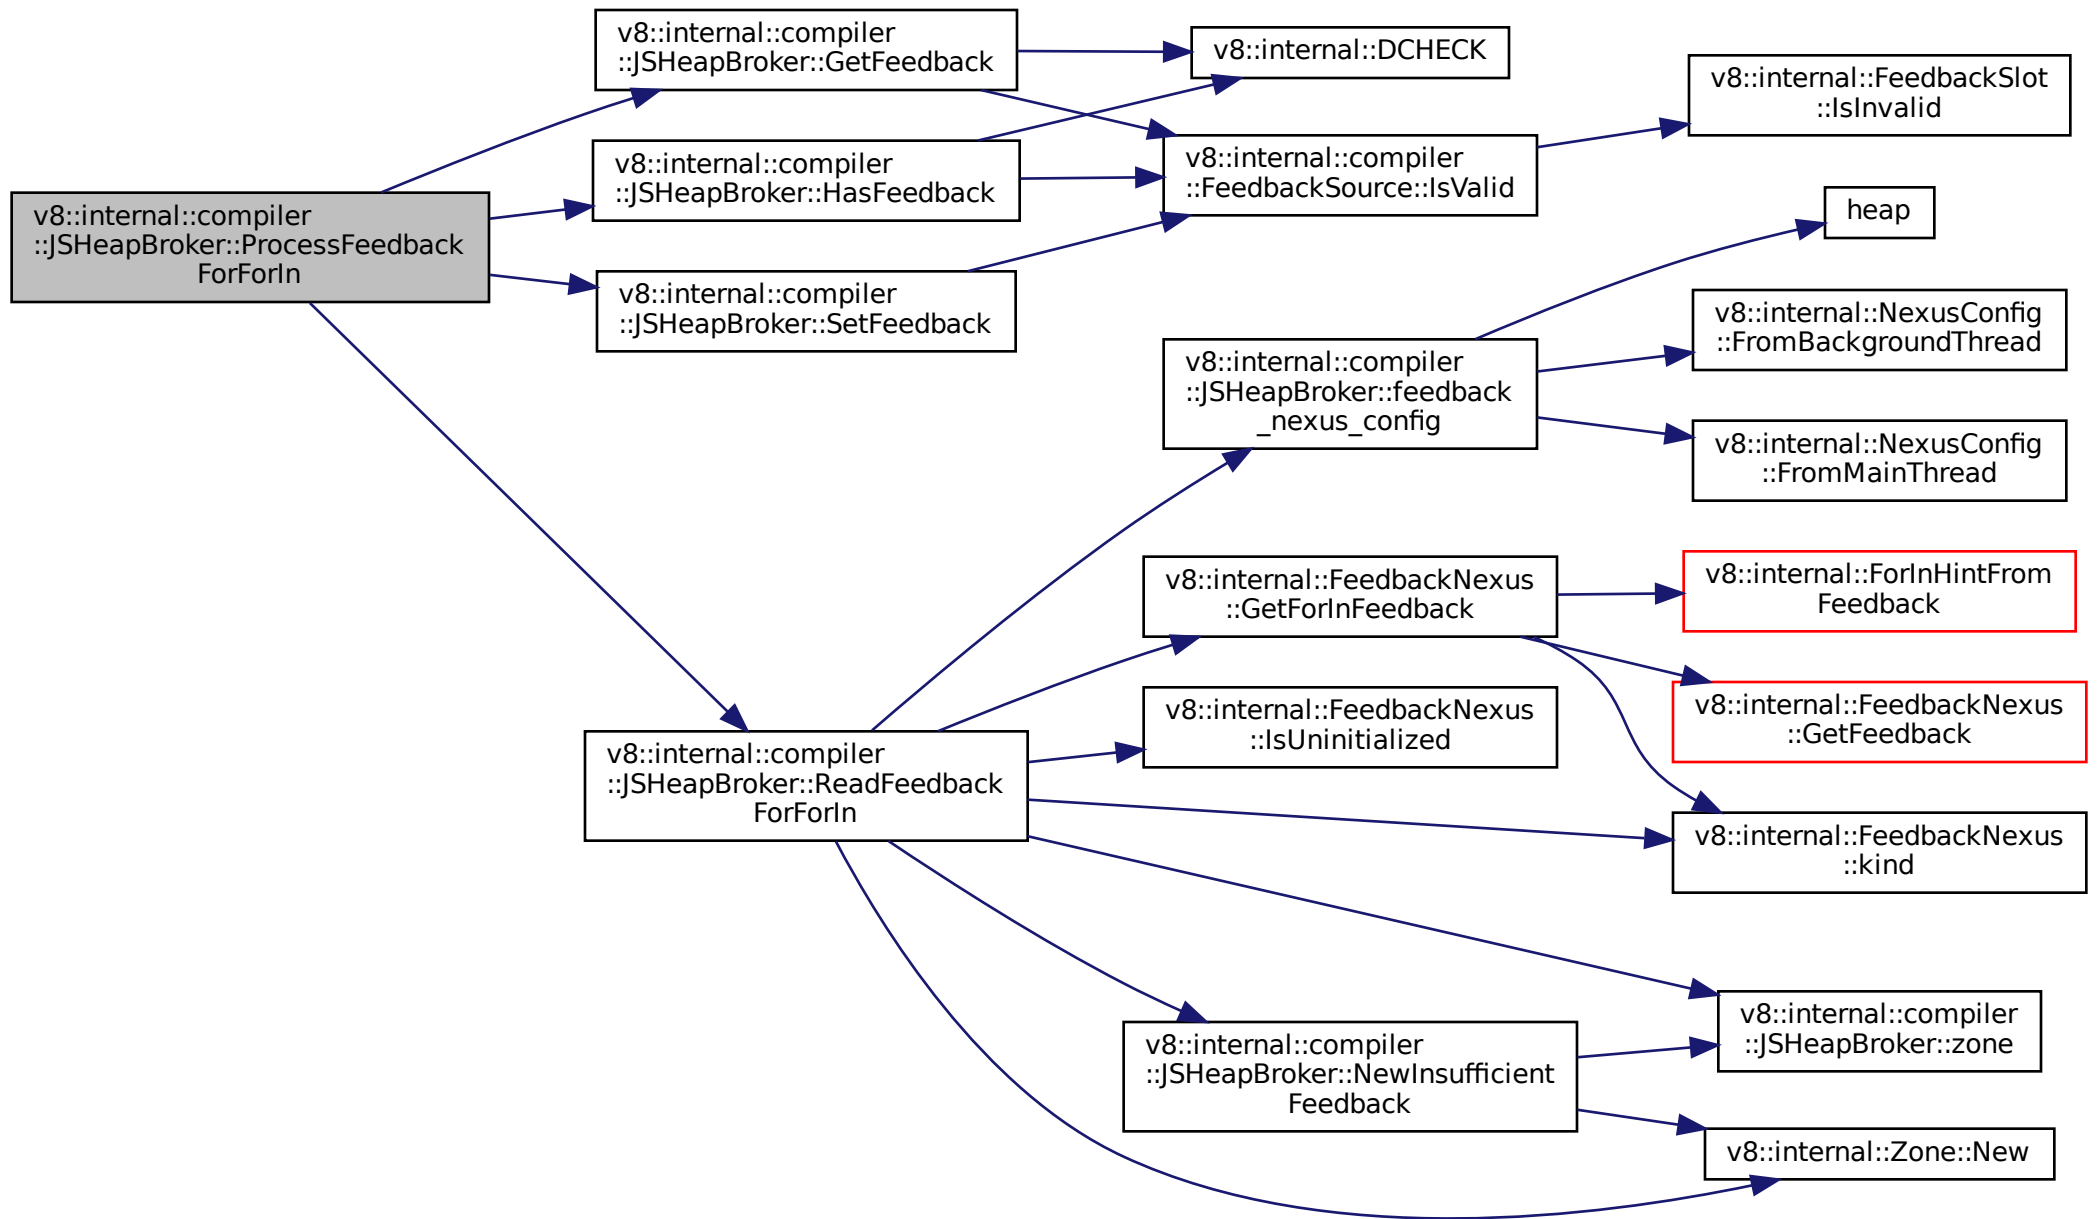 v8::internal::compiler
::JSHeapBroker::ProcessFeedback
ForForIn
v8::internal::compiler
::JSHeapBroker::GetFeedback
v8::internal::compiler
::JSHeapBroker::HasFeedback
v8::internal::compiler
::JSHeapBroker::SetFeedback
v8::internal::compiler
::JSHeapBroker::ReadFeedback
ForForIn
v8::internal::DCHECK
v8::internal::compiler
::FeedbackSource::IsValid
v8::internal::compiler
::JSHeapBroker::feedback
_nexus_config
v8::internal::FeedbackNexus
::GetForInFeedback
v8::internal::FeedbackNexus
::IsUninitialized
v8::internal::compiler
::JSHeapBroker::NewInsufficient
Feedback
v8::internal::FeedbackSlot
::IsInvalid
heap
v8::internal::NexusConfig
::FromBackgroundThread
v8::internal::NexusConfig
::FromMainThread
v8::internal::ForInHintFrom
Feedback
v8::internal::FeedbackNexus
::GetFeedback
v8::internal::FeedbackNexus
::kind
v8::internal::compiler
::JSHeapBroker::zone
v8::internal::Zone::New